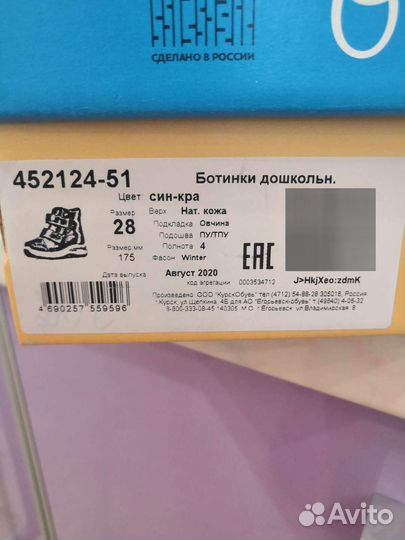 СДЕЛАНО В РОССИИ
452124-51 Ботинки дошкольн.
Цвет: син-кра
Размер 28
Верх Нат. кожа
Подкладка Овчина
Подошва ПУ/ТПУ
Размер,мм 175
Полнота 4
Фасон Winter
ЕАС
Дата выпуска Август 2020
код агрегации 0003534712
J>HkjXeo:zdmK
Произведено: ООО "КурскОбувь" тел.(4712) 54-88-28 305018, Россия
г.Курск, ул.Щепкина, 4Б для АО "Егорьевск-обувь" т.(49640) 4-05-32
8-800-333-08-45 140305, М.О., г.Егорьевск ул.Владимирская, 8
4 690257 559596
Avito